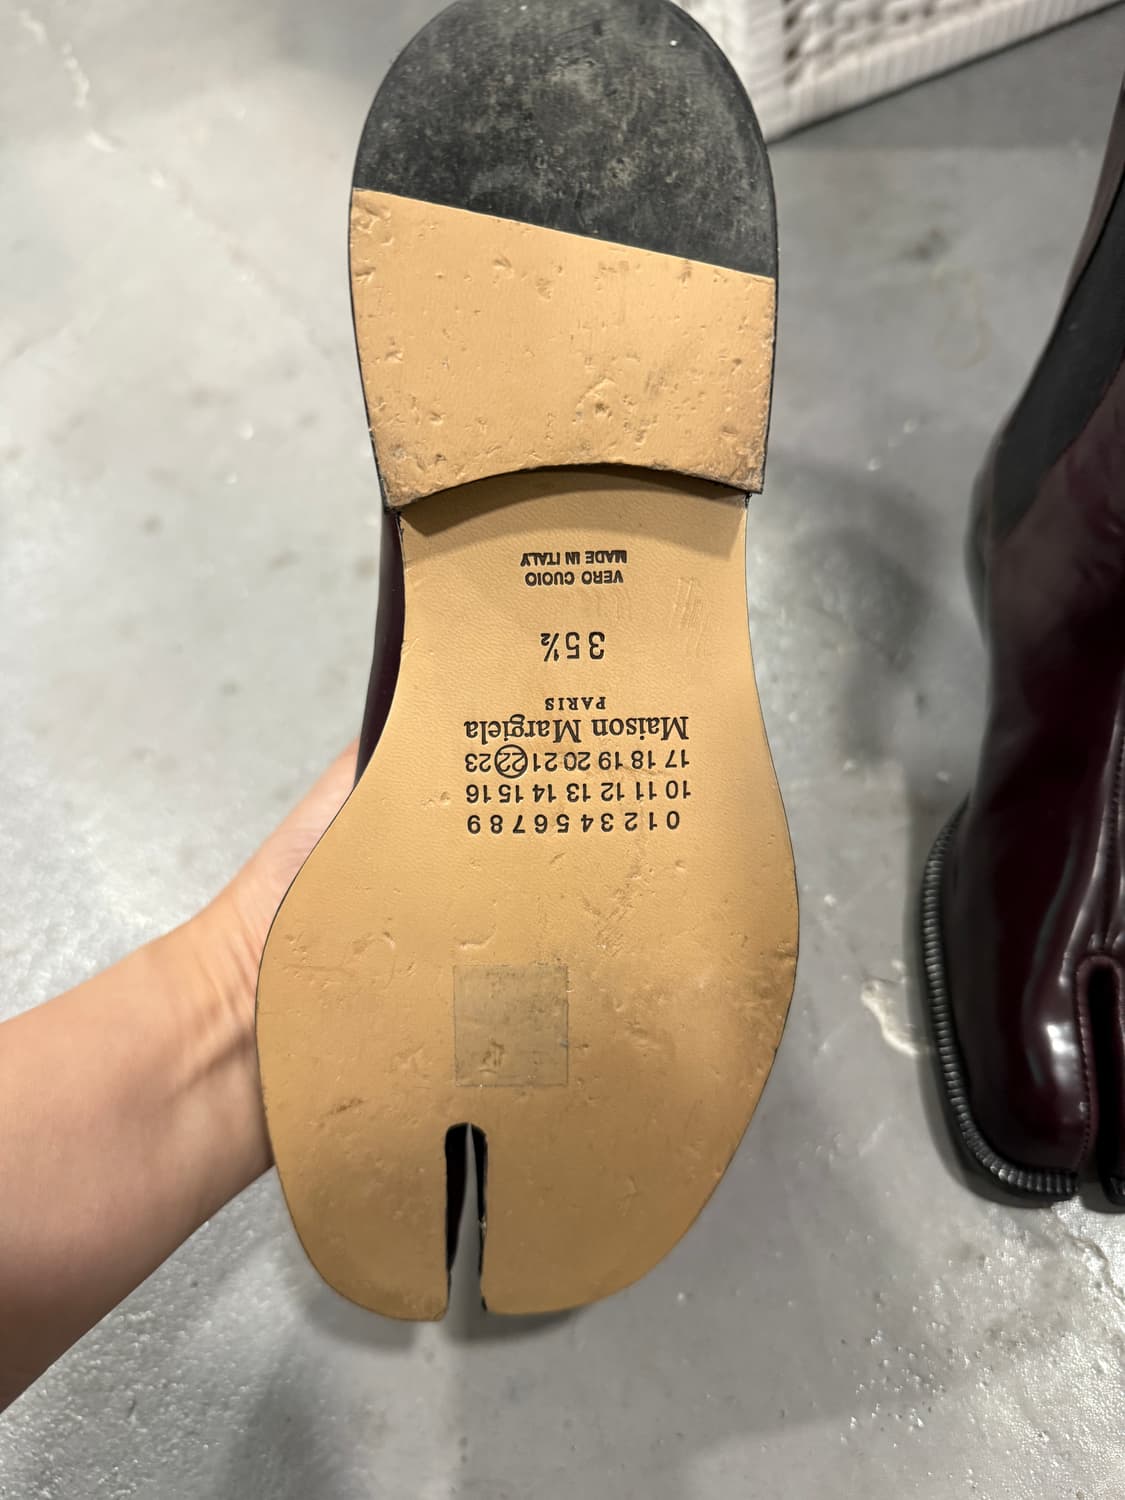 0 1 2 3 4 5 6 7 8 9
10 11 12 13 14 15 16
17 18 19 20 21 22 23
Maison Margiela
PARIS
35½
VERO CUOIO
MADE IN ITALY